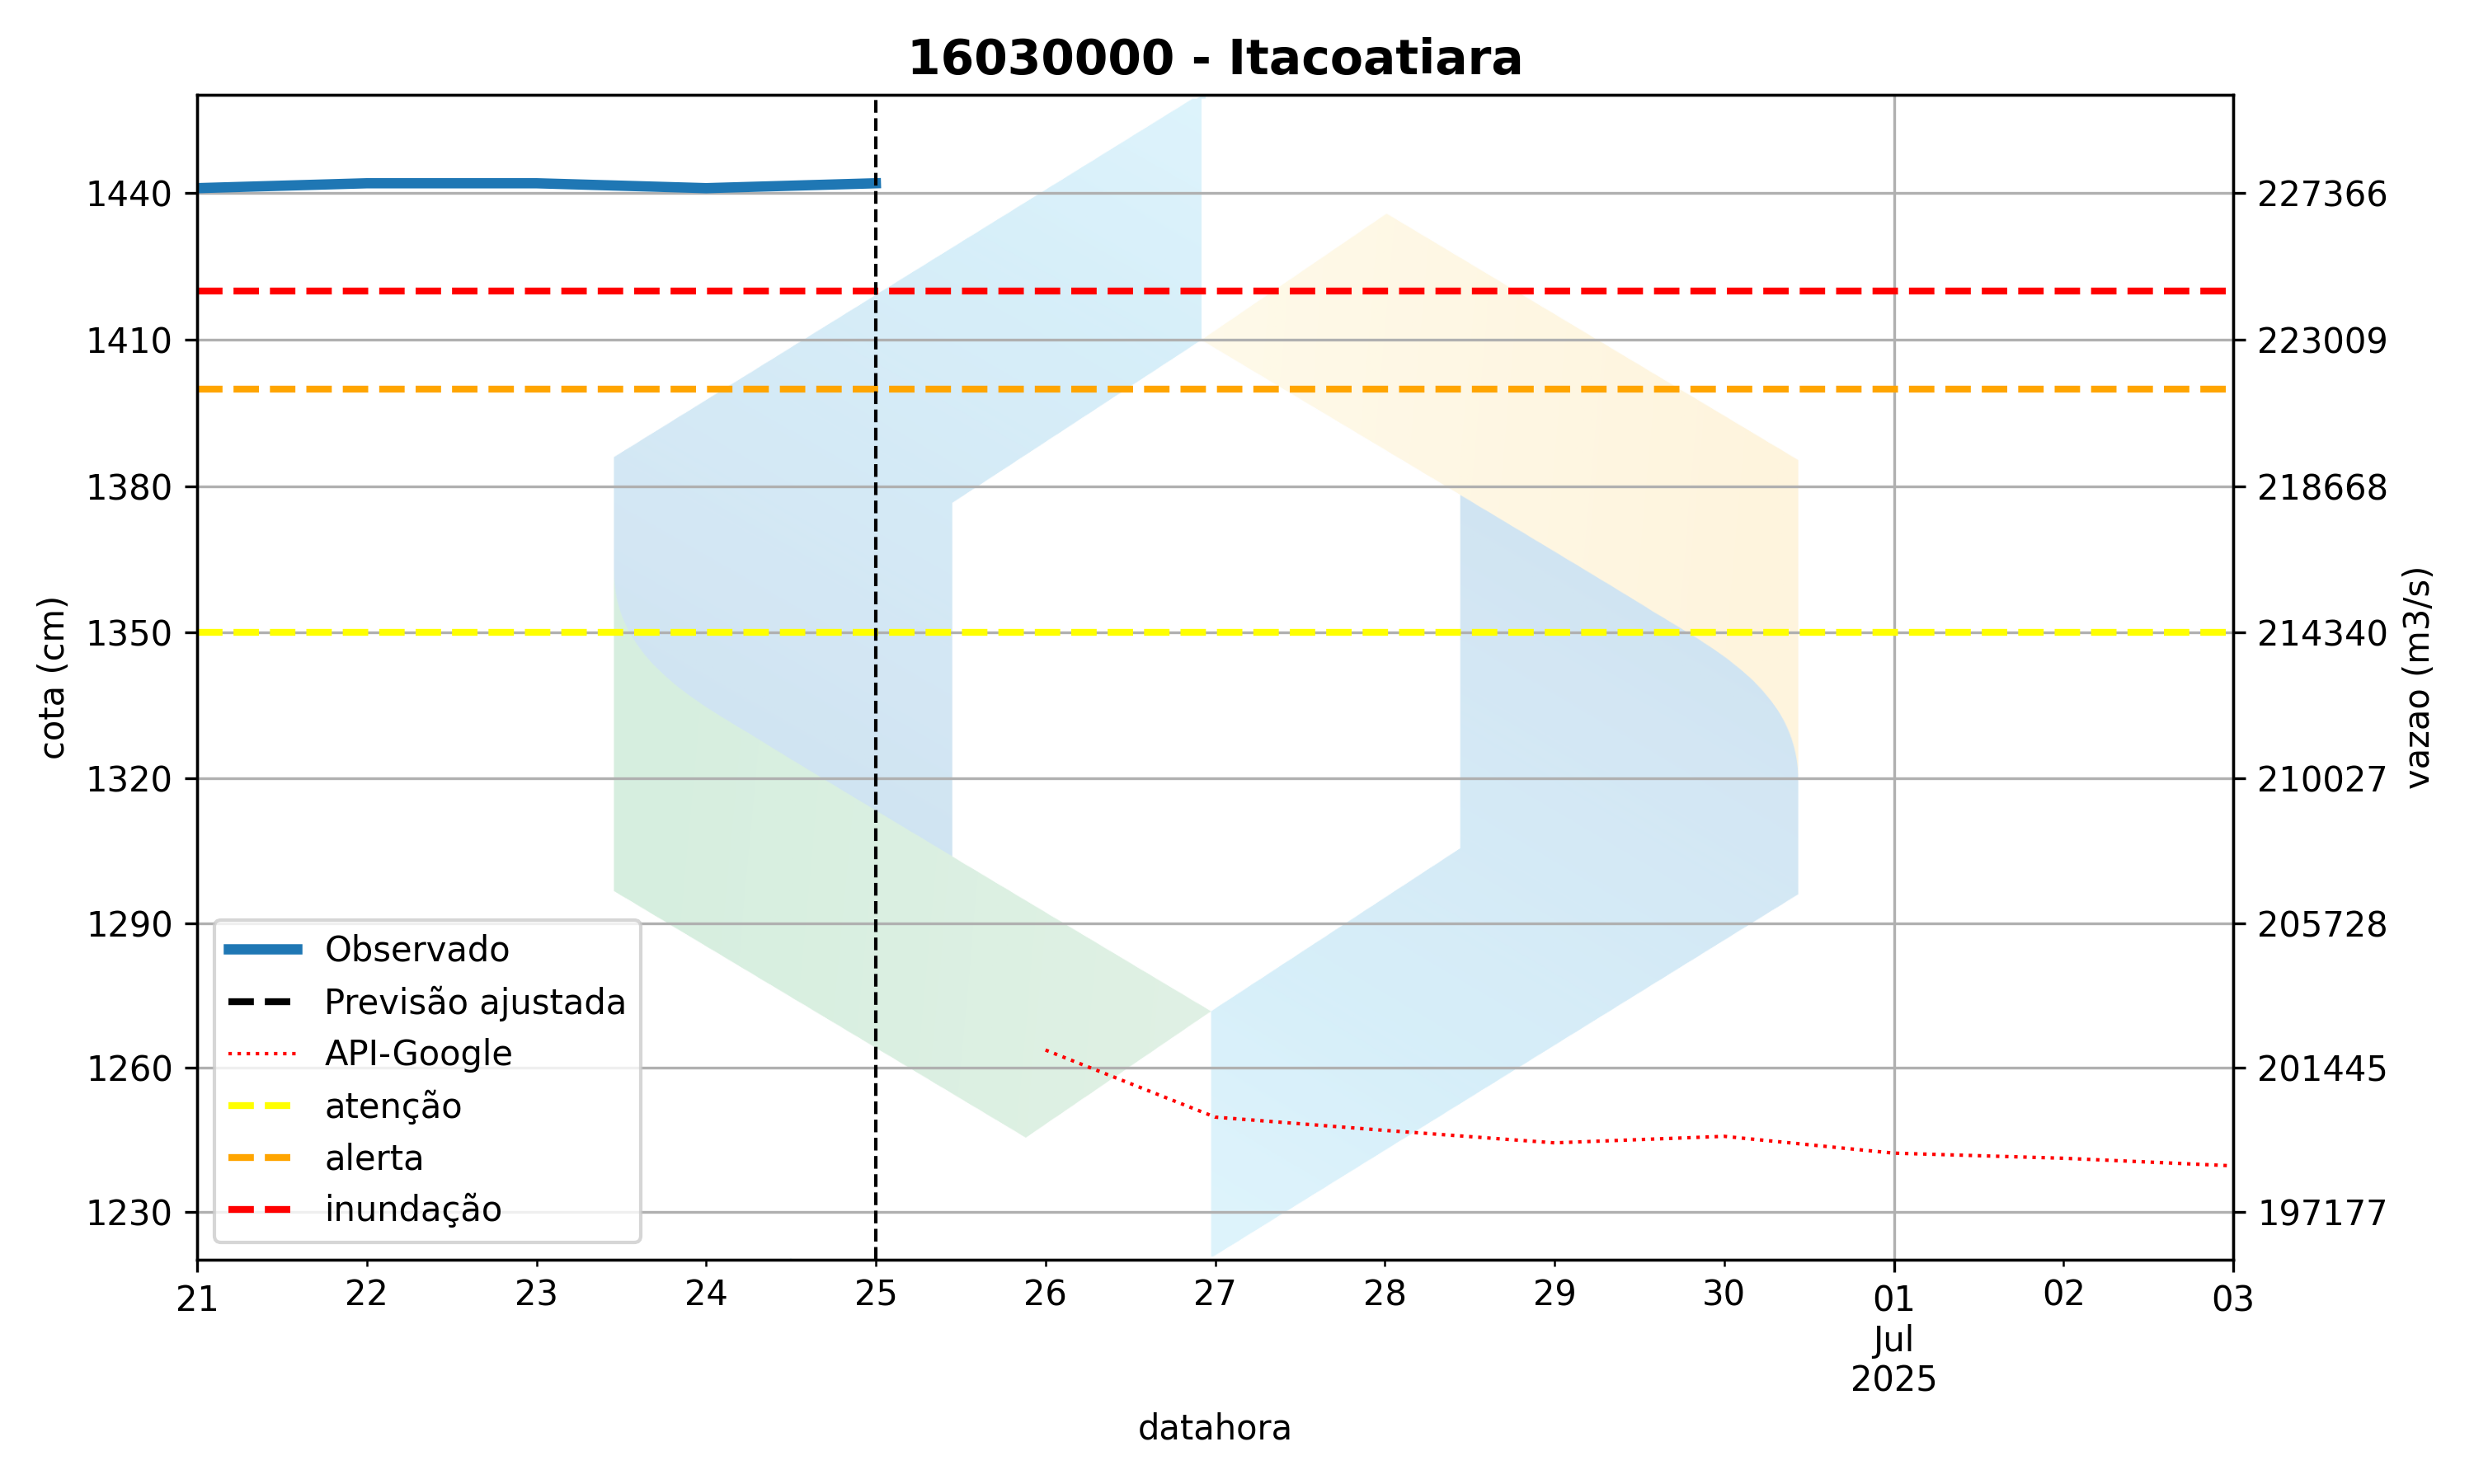 16030000 - Itacoatiara
1440
1410
1380
1350
1320
1290
1260
1230
cota (cm)
227366
223009
218668
214340
210027
205728
201445
197177
vazao (m3/s)
Observado
Previsão ajustada
API-Google
atenção
alerta
inundação
21 22 23 24 25 26 27 28 29 30 01 02 03
Jul
2025
datahora